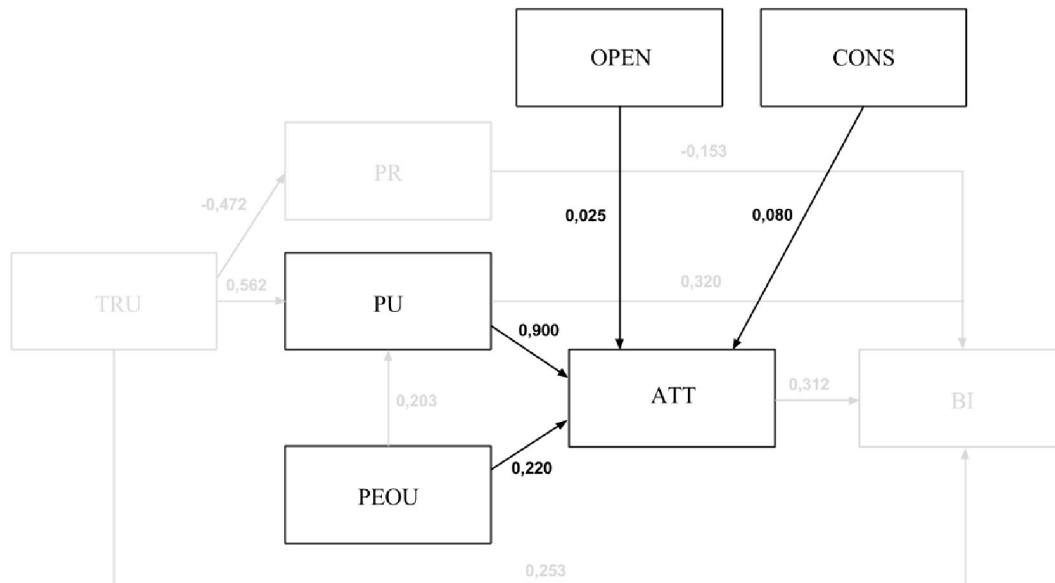 OPEN
CONS
PR
-0,153
-0,472
0,025
0,080
TRU
0,562
PU
0,320
0,900
0,203
ATT
0,312
BI
PEOU
0,220
0,253